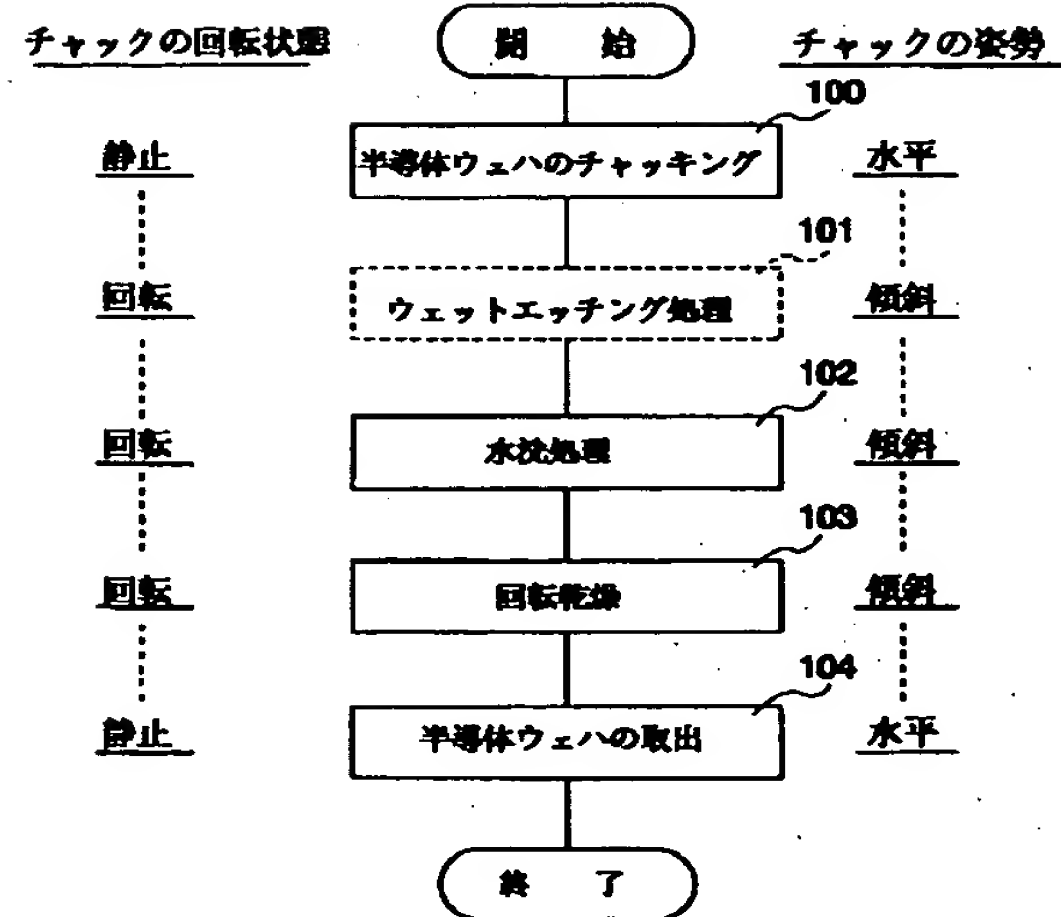 チャックの回転状態
開 始
チャックの姿勢
100
静止
半導体ウェハのチャッキング
水平
101
回転
ウェットエッチング処理
傾斜
102
回転
水洗処理
傾斜
103
回転
回転乾燥
傾斜
104
静止
半導体ウェハの取出
水平
終 了